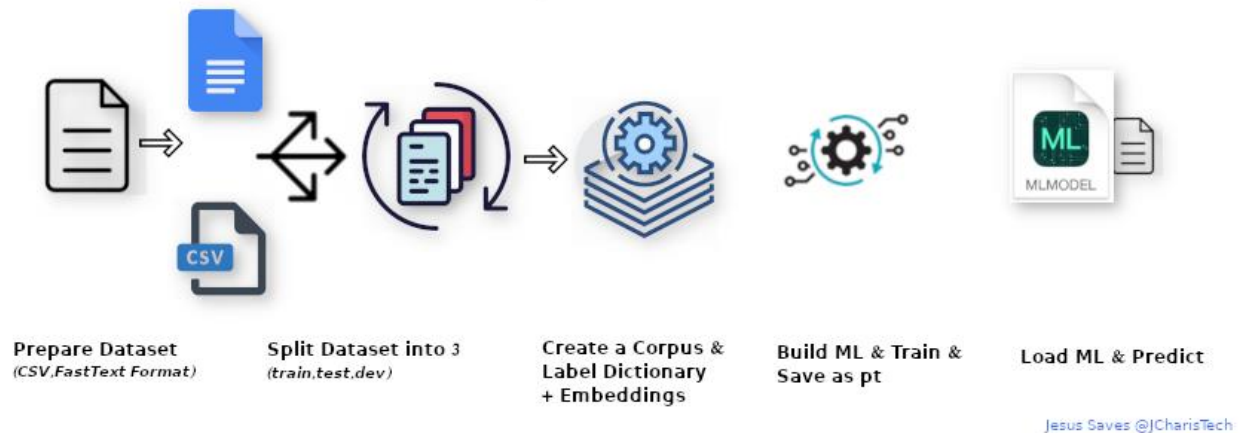 CSV
ML
MLMODEL
Prepare Dataset
(CSV,FastText Format)
Split Dataset into 3
(train,test,dev)
Create a Corpus &
Label Dictionary
+ Embeddings
Build ML & Train &
Save as pt
Load ML & Predict
Jesus Saves @JCharisTech